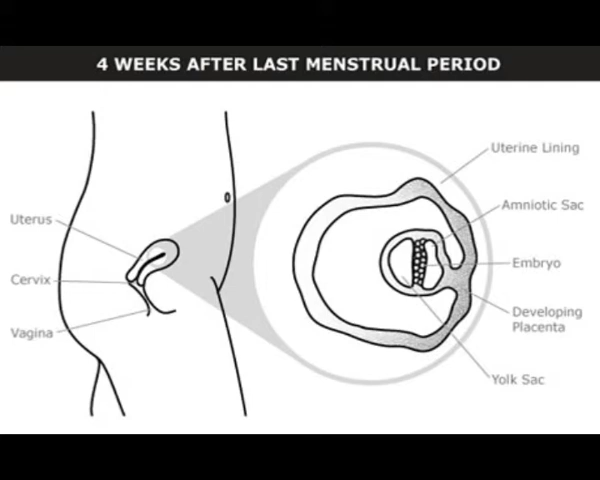 4 WEEKS AFTER LAST MENSTRUAL PERIOD
Uterus
Cervix
Vagina
Uterine Lining
Amniotic Sac
Embryo
Developing
Placenta
Yolk Sac